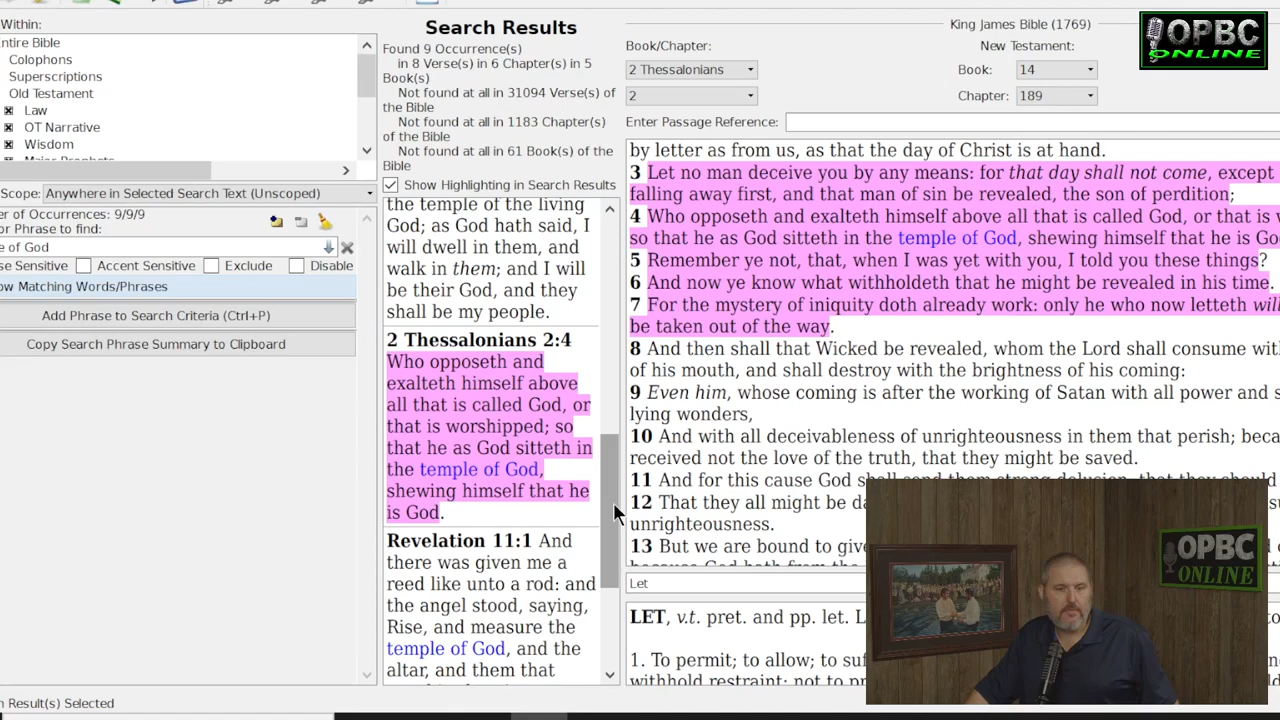 Within:
ntire Bible
Colophons
Superscriptions
Old Testament
Law
OT Narrative
Wisdom
Major Prophets
Scope: Anywhere in Selected Search Text (Unscoped)
er of Occurrences: 9/9/9
or Phrase to find:
e of God
se Sensitive
Accent Sensitive
Exclude
Disable
ow Matching Words/Phrases
Add Phrase to Search Criteria (Ctrl+P)
Copy Search Phrase Summary to Clipboard
Result(s) Selected
Search Results
Found 9 Occurrence(s)
in 8 Verse(s) in 6 Chapter(s) in 5
Book(s)
Not found at all in 31094 Verse(s) of
the Bible
Not found at all in 1183 Chapter(s)
of the Bible
Not found at all in 61 Book(s) of the
Bible
Show Highlighting in Search Results
the temple of the living
God; as God hath said, I
will dwell in them, and
walk in them; and I will
be their God, and they
shall be my people.
2 Thessalonians 2:4
Who opposeth and
exalteth himself above
all that is called God, or
that is worshipped; so
that he as God sitteth in
the temple of God,
shewing himself that he
is God.
Revelation 11:1 And
there was given me a
reed like unto a rod: and
the angel stood, saying,
Rise, and measure the
temple of God, and the
altar, and them that
King James Bible (1769)
Book/Chapter:
New Testament:
2 Thessalonians
Book: 14
2
Chapter: 189
Enter Passage Reference:
by letter as from us, as that the day of Christ is at hand.
3 Let no man deceive you by any means: for that day shall not come, except
falling away first, and that man of sin be revealed, the son of perdition;
4 Who opposeth and exalteth himself above all that is called God, or that is w
so that he as God sitteth in the temple of God, shewing himself that he is Go
5 Remember ye not, that, when I was yet with you, I told you these things?
6 And now ye know what withholdeth that he might be revealed in his time.
7 For the mystery of iniquity doth already work: only he who now letteth will
be taken out of the way.
8 And then shall that Wicked be revealed, whom the Lord shall consume wit
of his mouth, and shall destroy with the brightness of his coming:
9 Even him, whose coming is after the working of Satan with all power and s
lying wonders,
10 And with all deceivableness of unrighteousness in them that perish; beca
received not the love of the truth, that they might be saved.
11 And for this cause God shall send them strong delusion, that they should
12 That they all might be da
unrighteousness.
13 But we are bound to give
Let
LET, v.t. pret. and pp. let. L
1. To permit; to allow; to suf
withhold restraint: not to pr
OPBC
ONLINE
OPBC
ONLINE